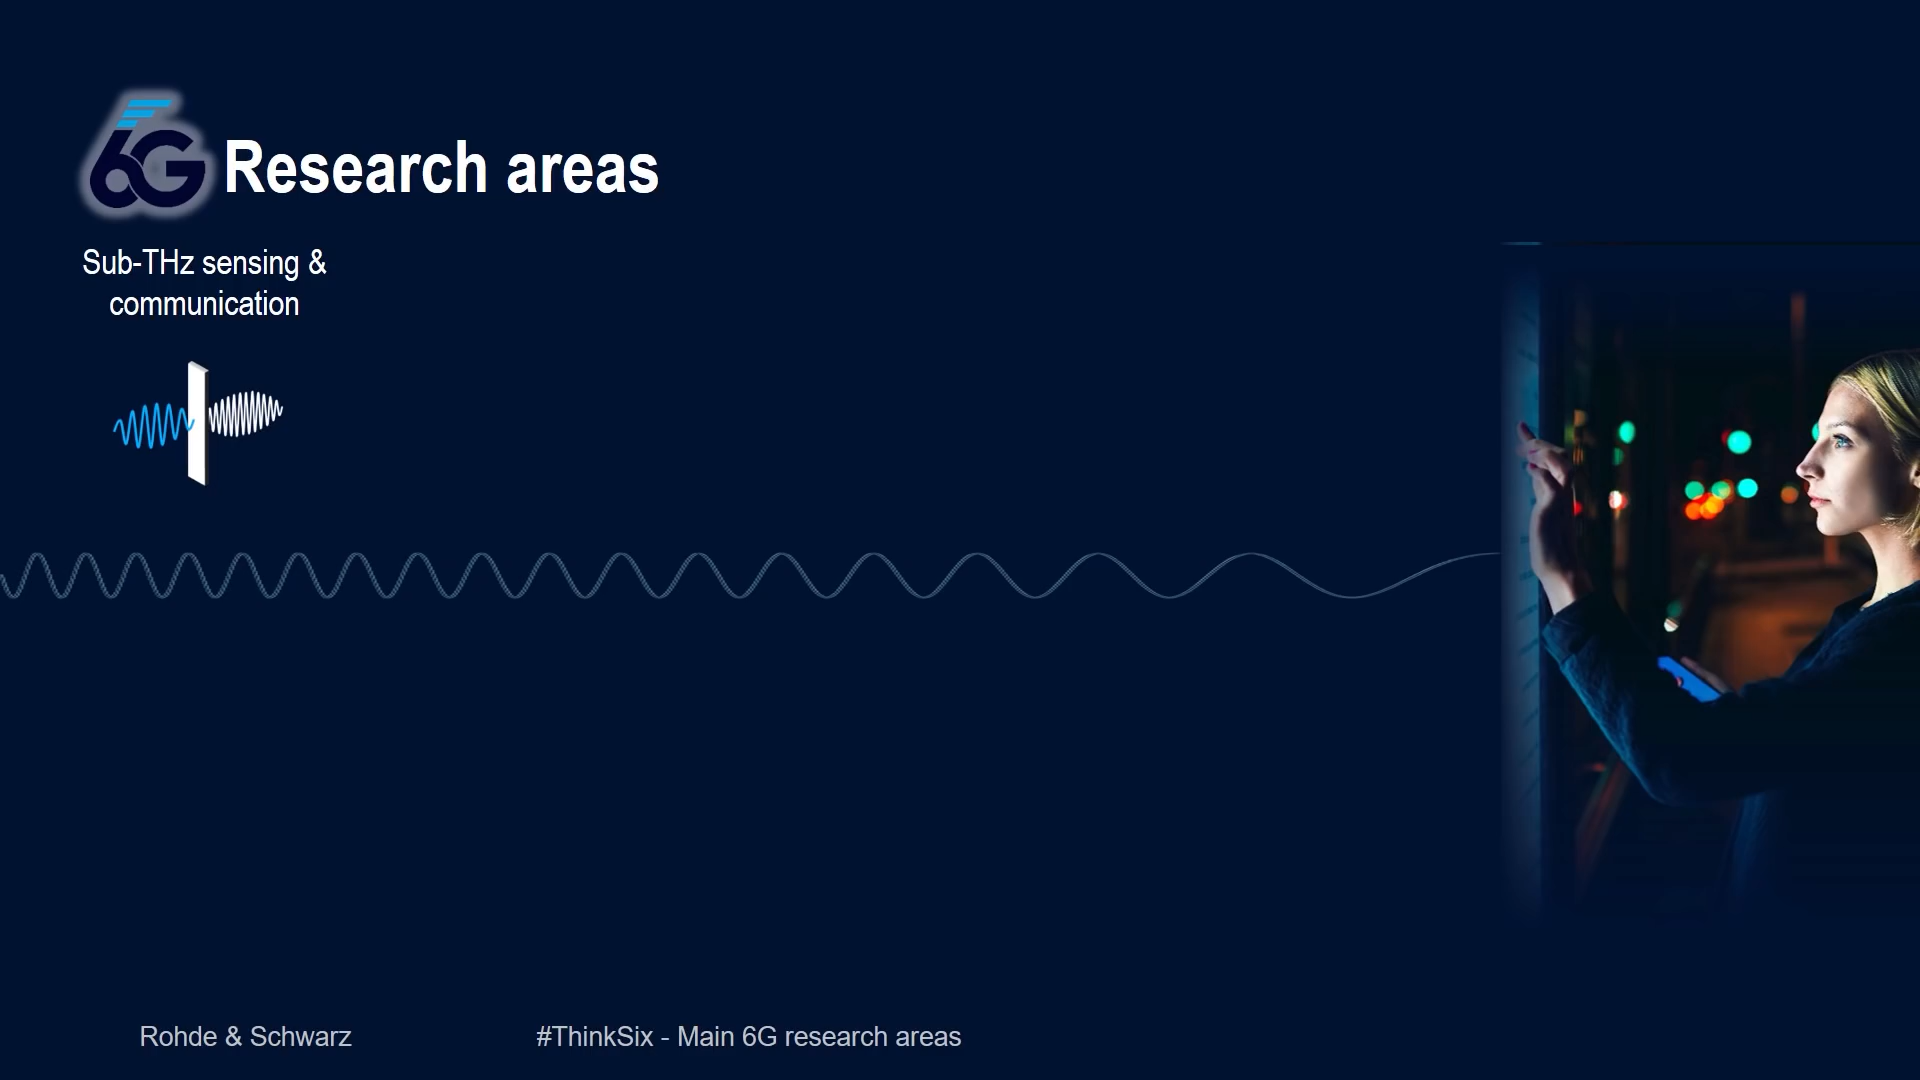 6G Research areas
Sub-THz sensing &
communication
Rohde & Schwarz
#ThinkSix - Main 6G research areas